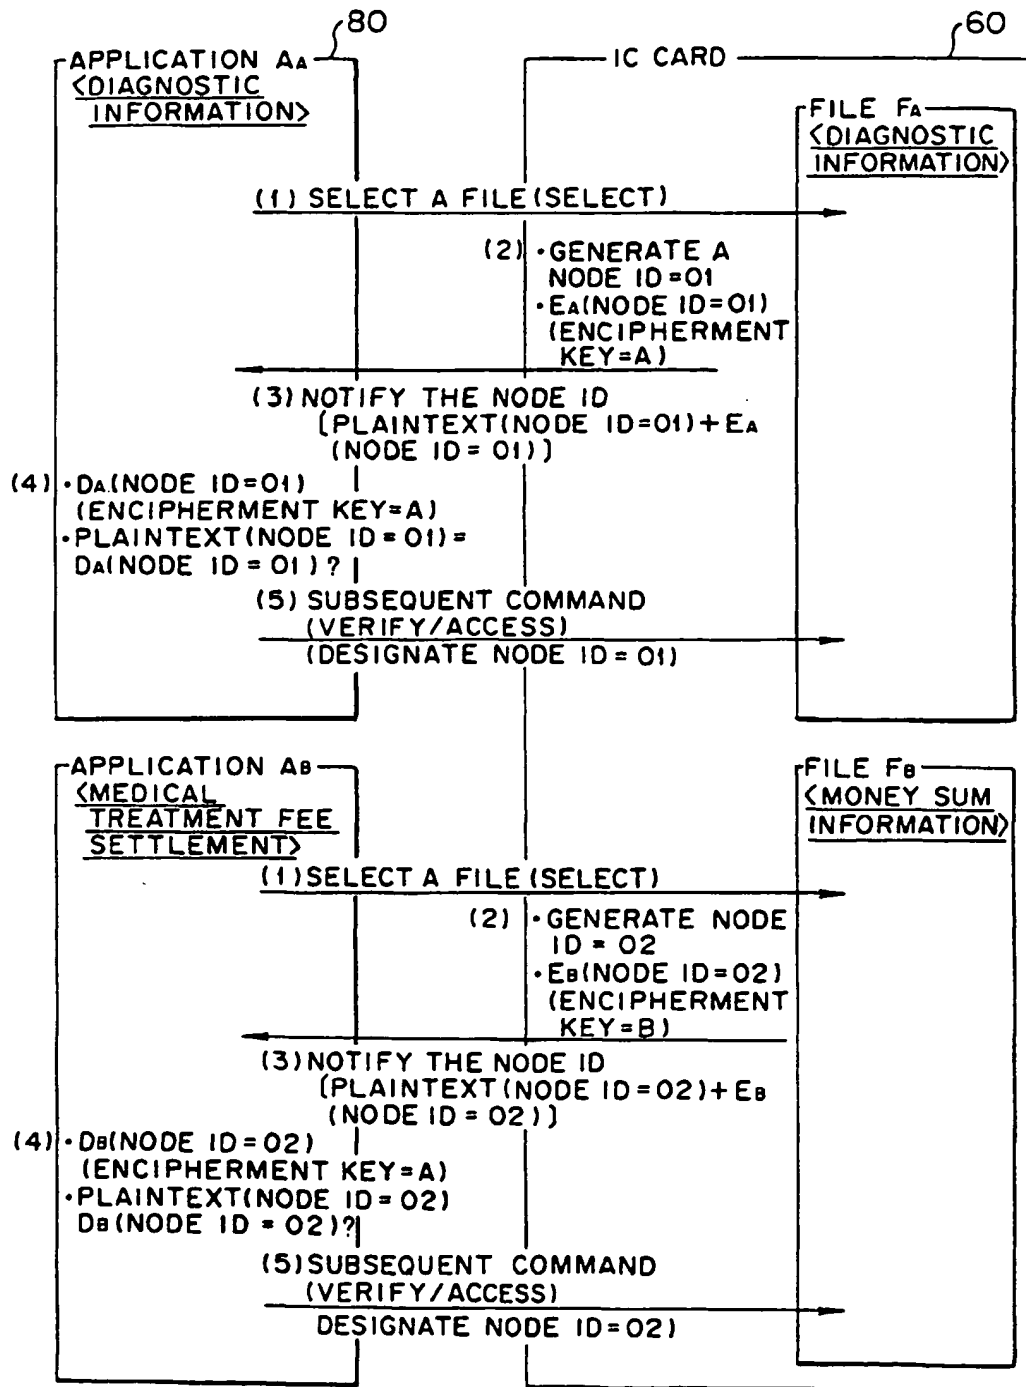 80
60
APPLICATION AA
<DIAGNOSTIC
INFORMATION>
IC CARD
FILE FA
<DIAGNOSTIC
INFORMATION>
(1) SELECT A FILE (SELECT)
(2) •GENERATE A
NODE ID=01
•EA(NODE ID=01)
(ENCIPHERMENT
KEY=A)
(3) NOTIFY THE NODE ID
[PLAINTEXT(NODE ID=01)+EA
(NODE ID=01)]
(4) •DA(NODE ID=01)
(ENCIPHERMENT KEY=A)
•PLAINTEXT(NODE ID=01)=
DA(NODE ID=01)?
(5) SUBSEQUENT COMMAND
(VERIFY/ACCESS)
(DESIGNATE NODE ID=01)
APPLICATION AB
<MEDICAL
TREATMENT FEE
SETTLEMENT>
FILE FB
<MONEY SUM
INFORMATION>
(1) SELECT A FILE (SELECT)
(2) •GENERATE NODE
ID=02
•EB(NODE ID=02)
(ENCIPHERMENT
KEY=B)
(3) NOTIFY THE NODE ID
[PLAINTEXT(NODE ID=02)+EB
(NODE ID=02)]
(4) •DB(NODE ID=02)
(ENCIPHERMENT KEY=A)
•PLAINTEXT(NODE ID=02)
DB(NODE ID=02)?
(5) SUBSEQUENT COMMAND
(VERIFY/ACCESS)
DESIGNATE NODE ID=02)